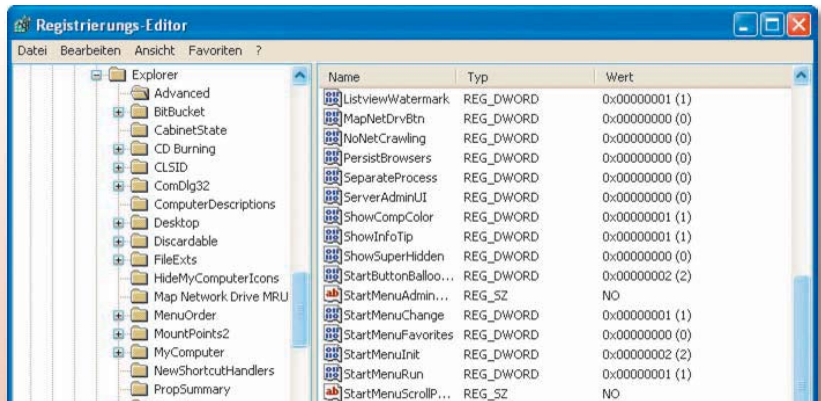 Registrierungs-Editor
Datei Bearbeiten Ansicht Favoriten ?
Explorer
Advanced
BitBucket
CabinetState
CD Burning
CLSID
ComDlg32
ComputerDescriptions
Desktop
Discardable
FileExts
HideMyComputerIcons
Map Network Drive MRU
MenuOrder
MountPoints2
MyComputer
NewShortcutHandlers
PropSummary
Name Typ Wert
ListviewWatermark REG_DWORD 0x00000001 (1)
MapNetDrvBtn REG_DWORD 0x00000000 (0)
NoNetCrawling REG_DWORD 0x00000000 (0)
PersistBrowsers REG_DWORD 0x00000000 (0)
SeparateProcess REG_DWORD 0x00000000 (0)
ServerAdminUI REG_DWORD 0x00000000 (0)
ShowCompColor REG_DWORD 0x00000001 (1)
ShowInfoTip REG_DWORD 0x00000001 (1)
ShowSuperHidden REG_DWORD 0x00000000 (0)
StartButtonBalloo... REG_DWORD 0x00000002 (2)
StartMenuAdmin... REG_SZ NO
StartMenuChange REG_DWORD 0x00000001 (1)
StartMenuFavorites REG_DWORD 0x00000000 (0)
StartMenuInit REG_DWORD 0x00000002 (2)
StartMenuRun REG_DWORD 0x00000001 (1)
StartMenuScrollP... REG_SZ NO